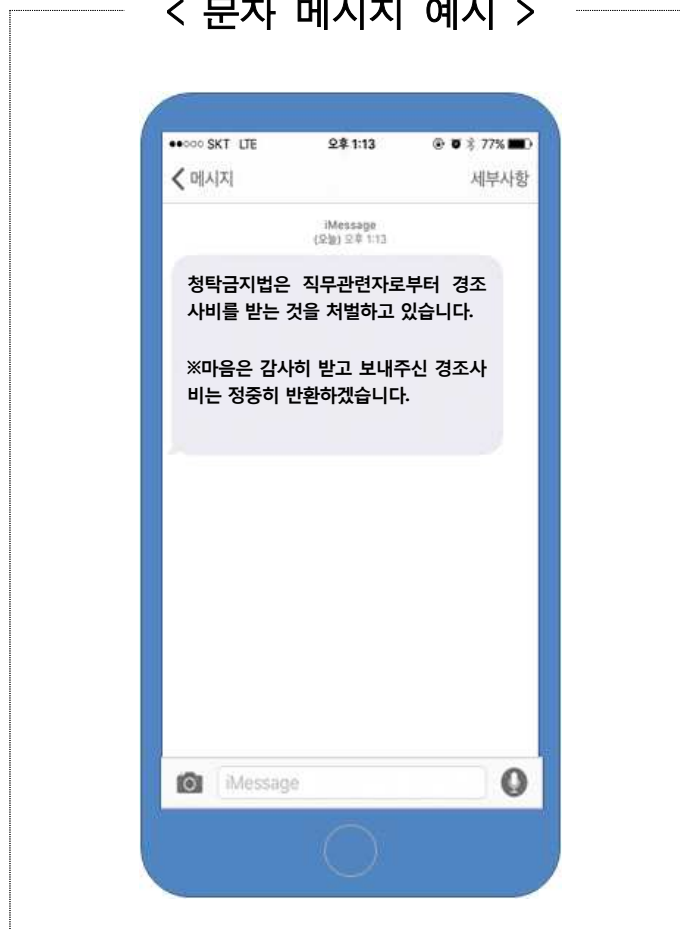 < 문자 메시지 예시 >
●●○○○ SKT LTE 오후 1:13 77%
메시지 세부사항
iMessage
(오늘) 오후 1:13
청탁금지법은 직무관련자로부터 경조
사비를 받는 것을 처벌하고 있습니다.
※마음은 감사히 받고 보내주신 경조사
비는 정중히 반환하겠습니다.
iMessage